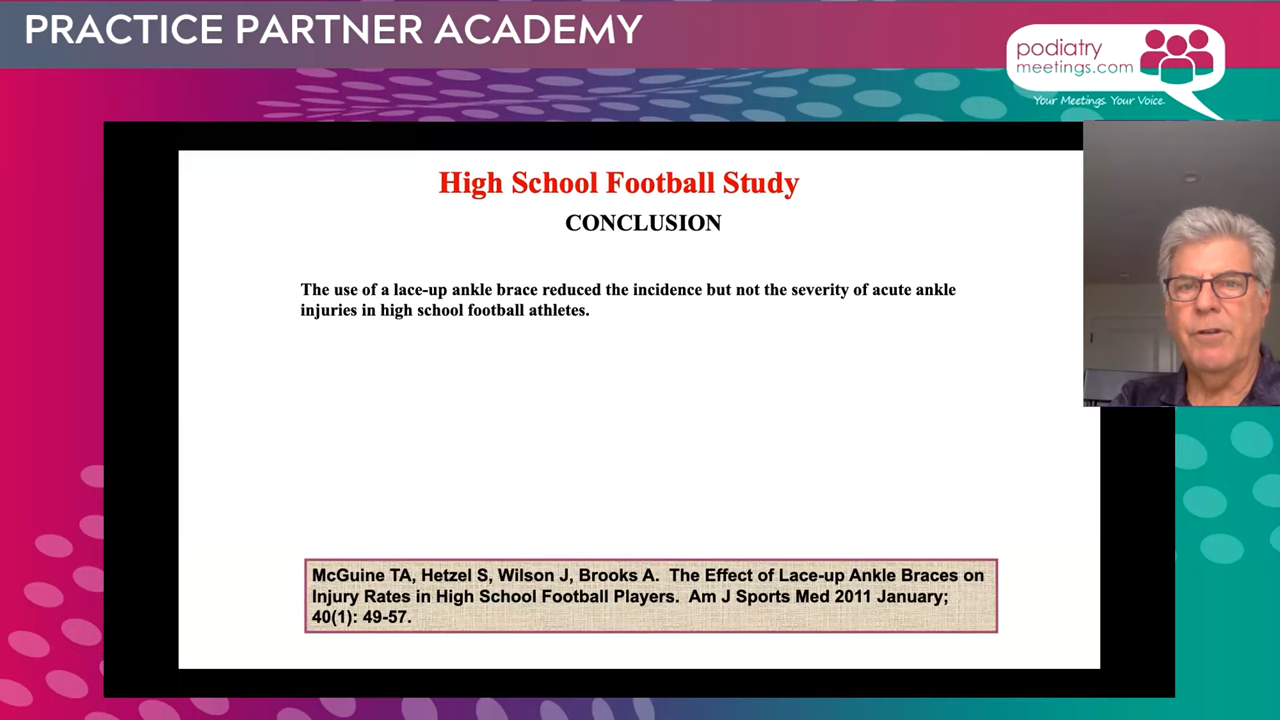 PRACTICE PARTNER ACADEMY
podiatry
meetings.com
Your Meetings. Your Voice.
High School Football Study
CONCLUSION
The use of a lace-up ankle brace reduced the incidence but not the severity of acute ankle
injuries in high school football athletes.
McGuine TA, Hetzel S, Wilson J, Brooks A. The Effect of Lace-up Ankle Braces on
Injury Rates in High School Football Players. Am J Sports Med 2011 January;
40(1): 49-57.